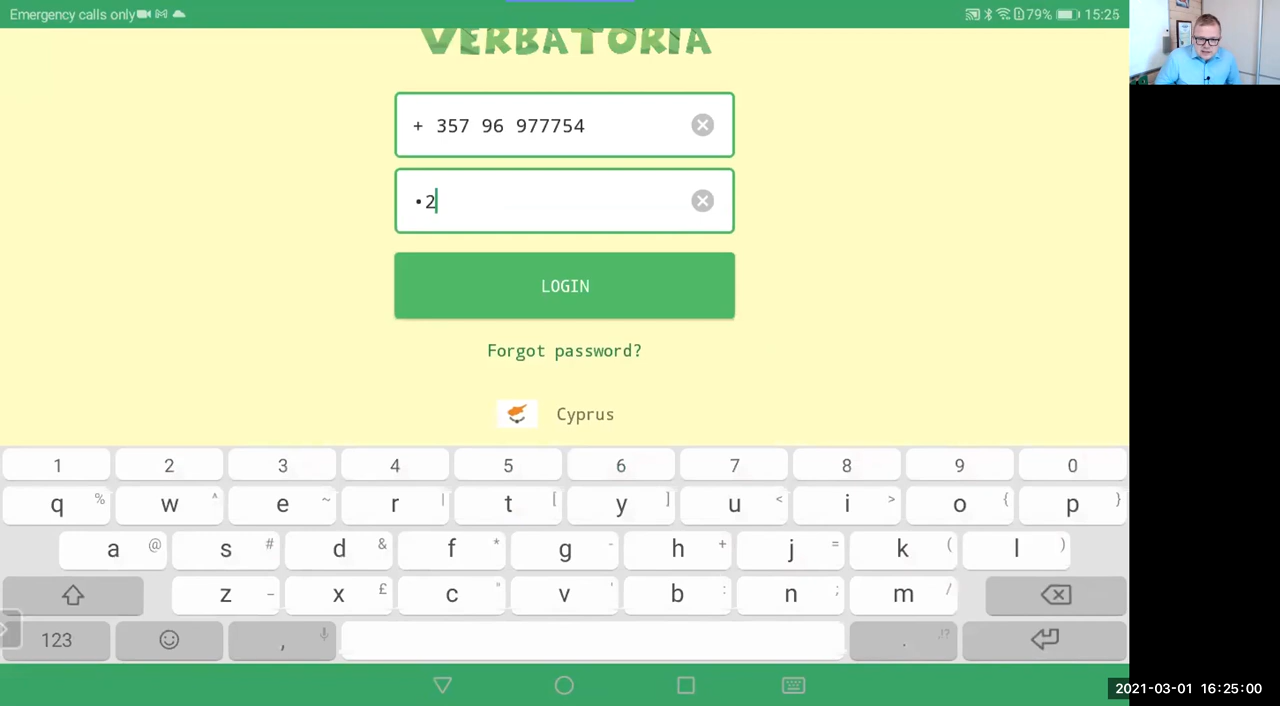 Emergency calls only 79% 15:25
VERBATORIA
+ 357 96 977754
•2
LOGIN
Forgot password?
Cyprus
1 2 3 4 5 6 7 8 9 0
q % w ^ e ~ r | t [ y ] u < i > o { p }
a @ s # d & f * g - h + j = k ( l )
z _ x £ c " v ' b : n ; m /
123 , . ,!?
2021-03-01 16:25:00